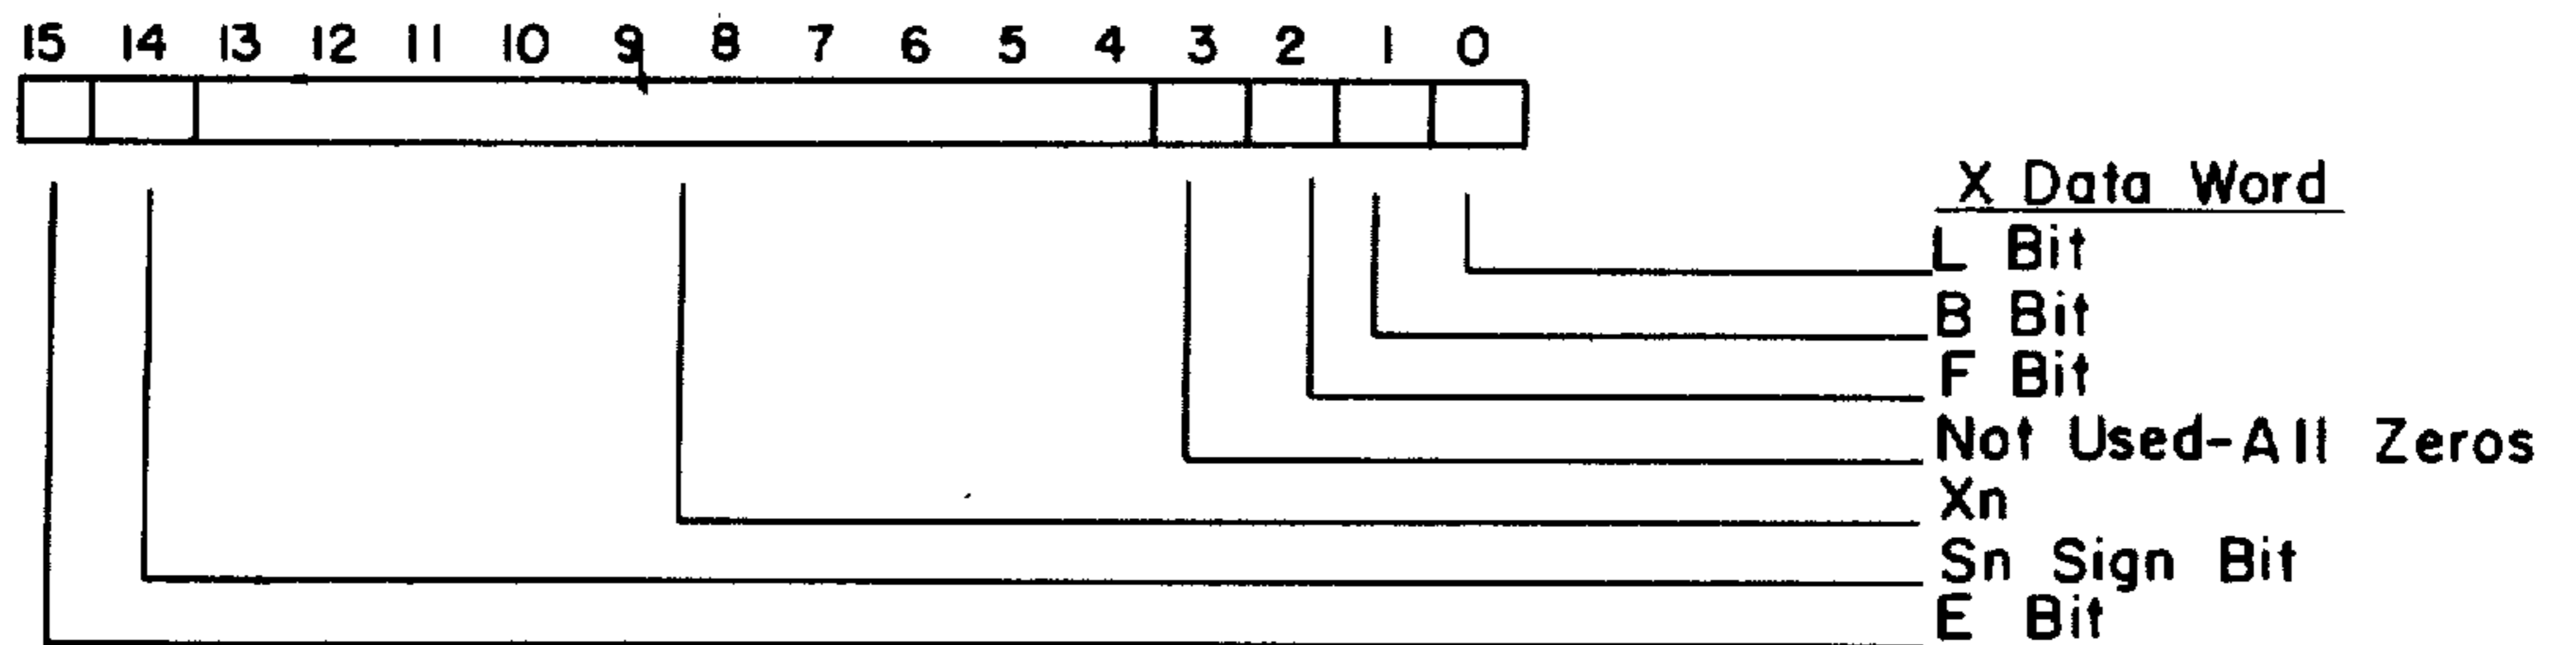 15 14 13 12 11 10 9 8 7 6 5 4 3 2 1 0
X Data Word
L Bit
B Bit
F Bit
Not Used-All Zeros
Xn
Sn Sign Bit
E Bit